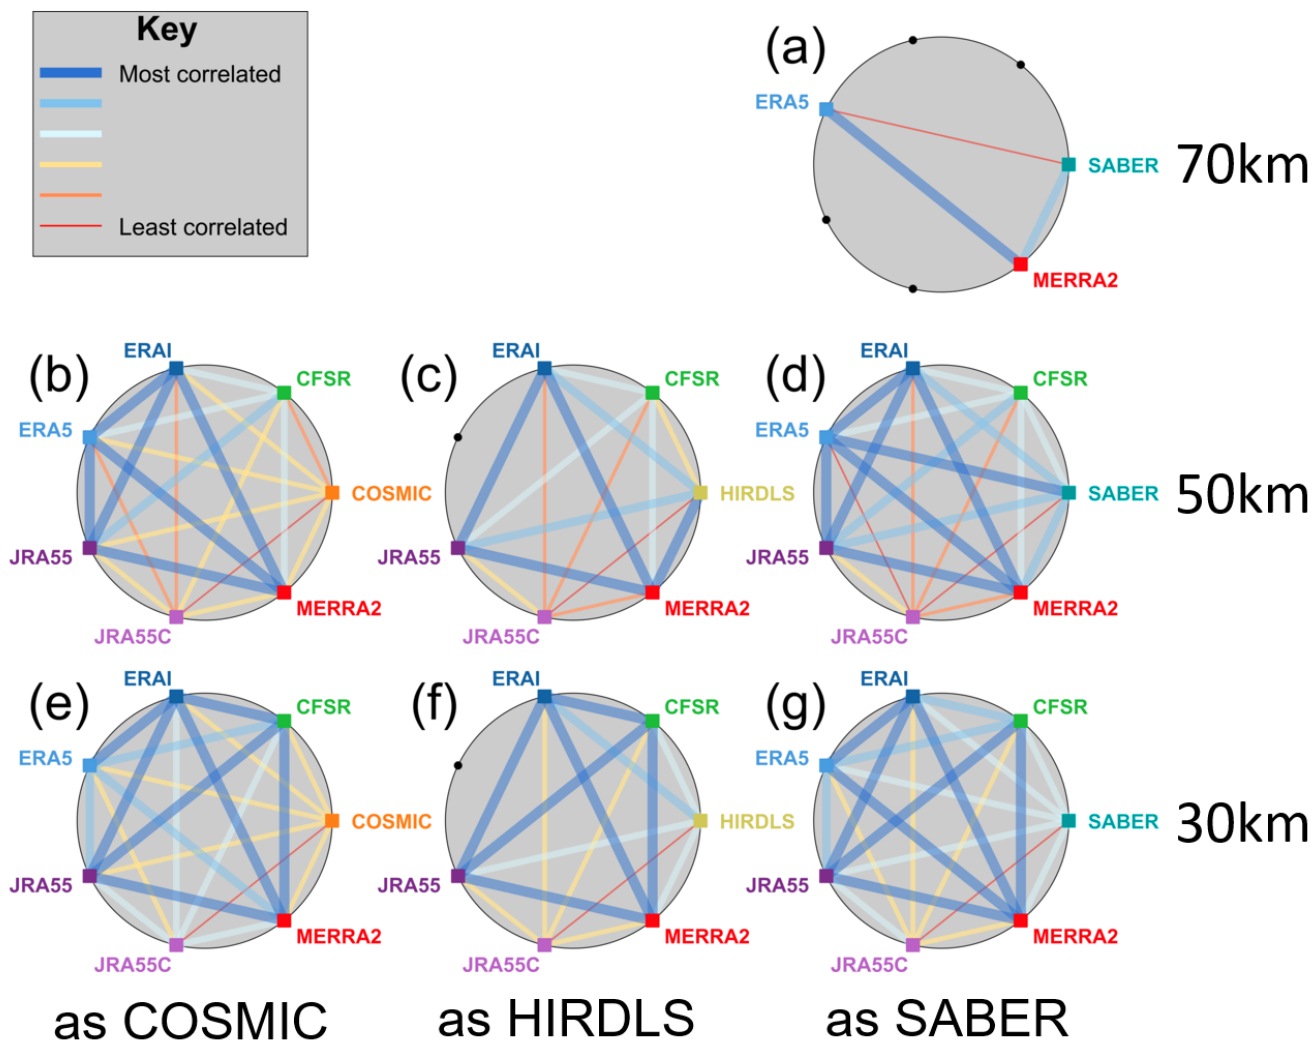 Key
Most correlated
Least correlated
(a)
ERA5
SABER
MERRA2
70km
(b)
ERAI
CFSR
ERA5
COSMIC
JRA55
MERRA2
JRA55C
(c)
ERAI
CFSR
HIRDLS
JRA55
MERRA2
JRA55C
(d)
ERAI
CFSR
ERA5
SABER
JRA55
MERRA2
JRA55C
50km
(e)
ERAI
CFSR
ERA5
COSMIC
JRA55
MERRA2
JRA55C
(f)
ERAI
CFSR
HIRDLS
JRA55
MERRA2
JRA55C
(g)
ERAI
CFSR
ERA5
SABER
JRA55
MERRA2
JRA55C
30km
as COSMIC
as HIRDLS
as SABER